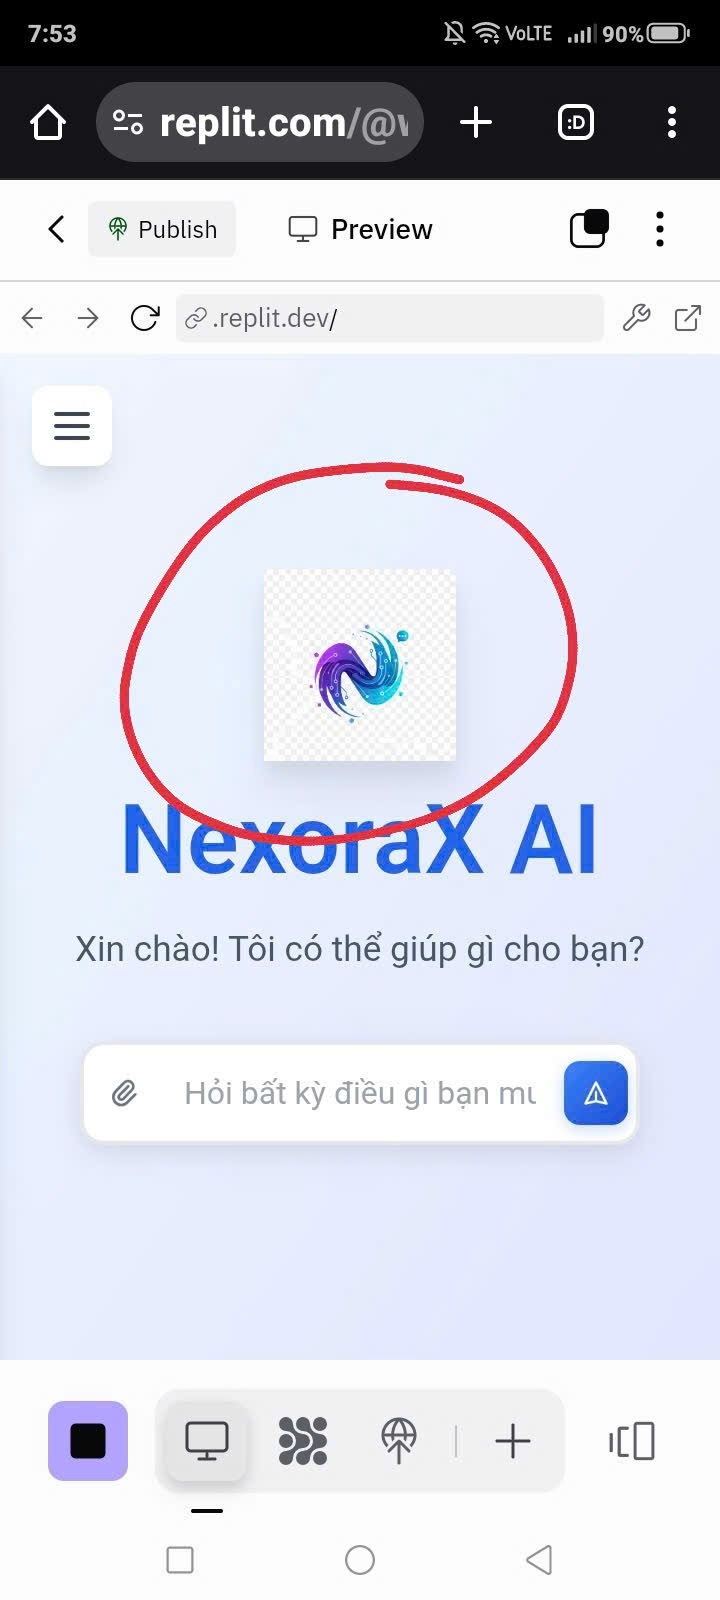 7:53 VoLTE 90%
replit.com/@
:D
Publish Preview
.replit.dev/
NexoraX AI
Xin chào! Tôi có thể giúp gì cho bạn?
Hỏi bất kỳ điều gì bạn